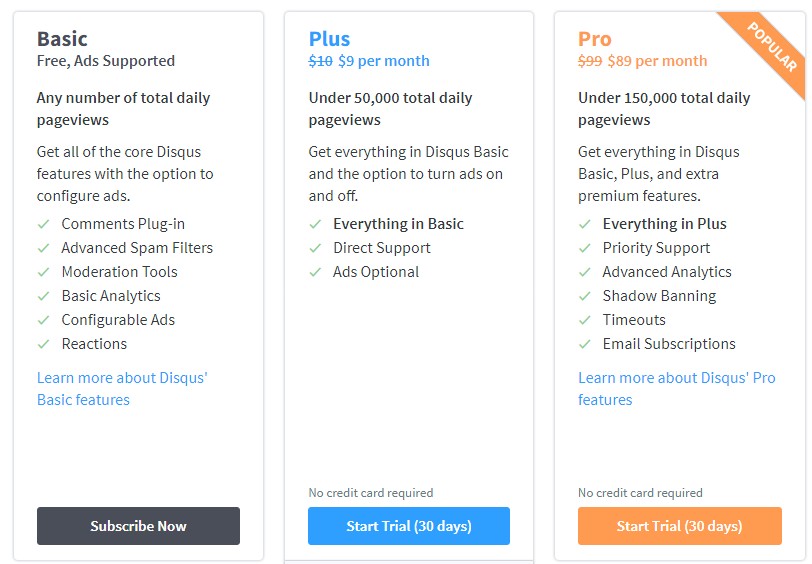 Basic
Free, Ads Supported
Any number of total daily
pageviews
Get all of the core Disqus
features with the option to
configure ads.
Comments Plug-in
Advanced Spam Filters
Moderation Tools
Basic Analytics
Configurable Ads
Reactions
Learn more about Disqus'
Basic features
Subscribe Now
Plus
$10 $9 per month
Under 50,000 total daily
pageviews
Get everything in Disqus Basic
and the option to turn ads on
and off.
Everything in Basic
Direct Support
Ads Optional
No credit card required
Start Trial (30 days)
POPULAR
Pro
$99 $89 per month
Under 150,000 total daily
pageviews
Get everything in Disqus
Basic, Plus, and extra
premium features.
Everything in Plus
Priority Support
Advanced Analytics
Shadow Banning
Timeouts
Email Subscriptions
Learn more about Disqus' Pro
features
No credit card required
Start Trial (30 days)